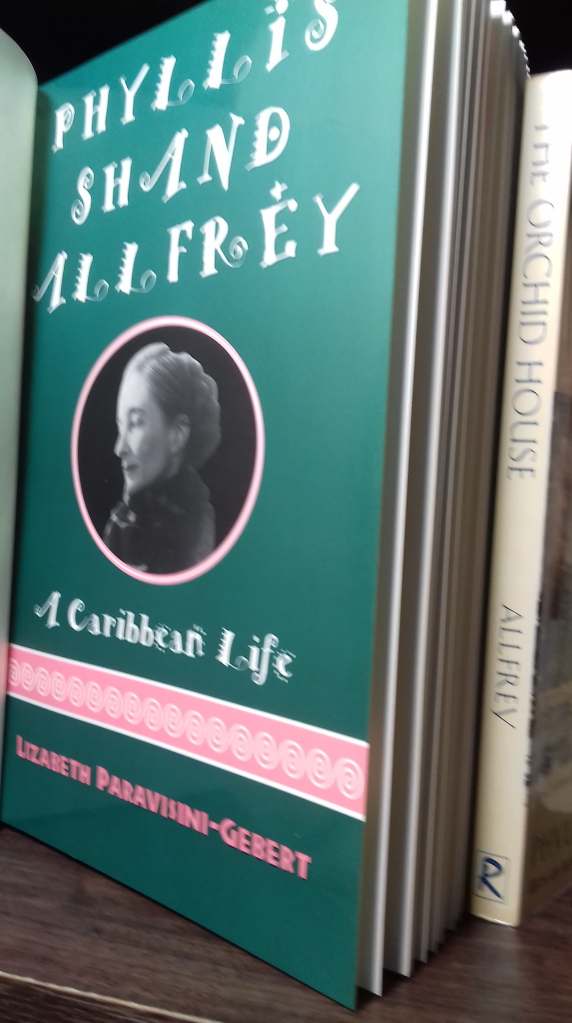 PHYLLIS
SHAND
ALLFREY
A Caribbean Life
LIZABETH PARAVISINI-GEBERT
THE ORCHID HOUSE
ALLFREY
R